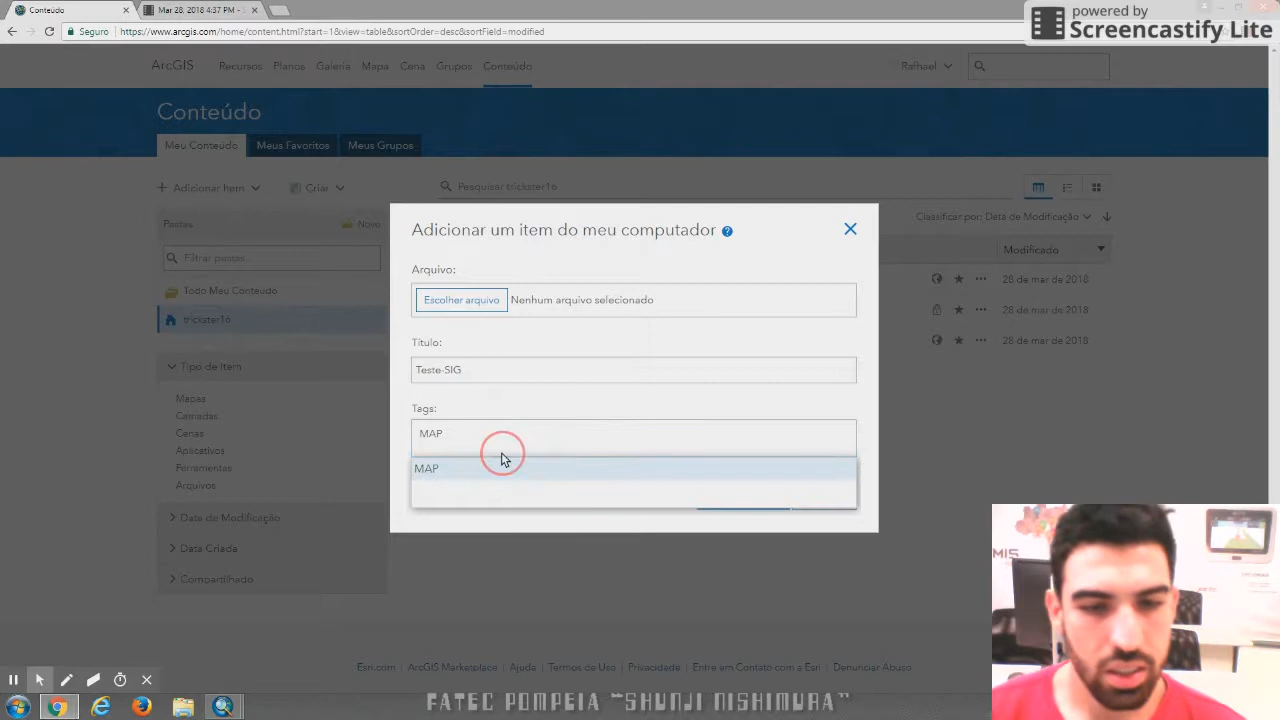 Conteúdo
Mar 28, 2018 4:37 PM - S
powered by
Screencastify Lite
Seguro
https://www.arcgis.com/home/content.html?start=1&view=table&sortOrder=desc&sortField=modified
ArcGIS Recursos Planos Galeria Mapa Cena Grupos Conteúdo Rafhael
Conteúdo
Meu Conteúdo Meus Favoritos Meus Grupos
Adicionar Item Criar Pesquisar trickster16
Pastas Novo Classificar por: Data de Modificação
Filtrar pastas... Modificado
Todo Meu Conteúdo 28 de mar de 2018
trickster16 28 de mar de 2018
28 de mar de 2018
Tipo de Item
Mapas
Camadas
Cenas
Aplicativos
Ferramentas
Arquivos
Data de Modificação
Data Criada
Compartilhado
Adicionar um item do meu computador ?
Arquivo:
Escolher arquivo Nenhum arquivo selecionado
Título:
Teste-SIG
Tags:
MAP
MAP
Esri.com | ArcGIS Marketplace | Ajuda | Termos de Uso | Privacidade | Entre em Contato com a Esri | Denunciar Abuso
FATEC POMPEIA "SHUNJI NISHIMURA"
MIS